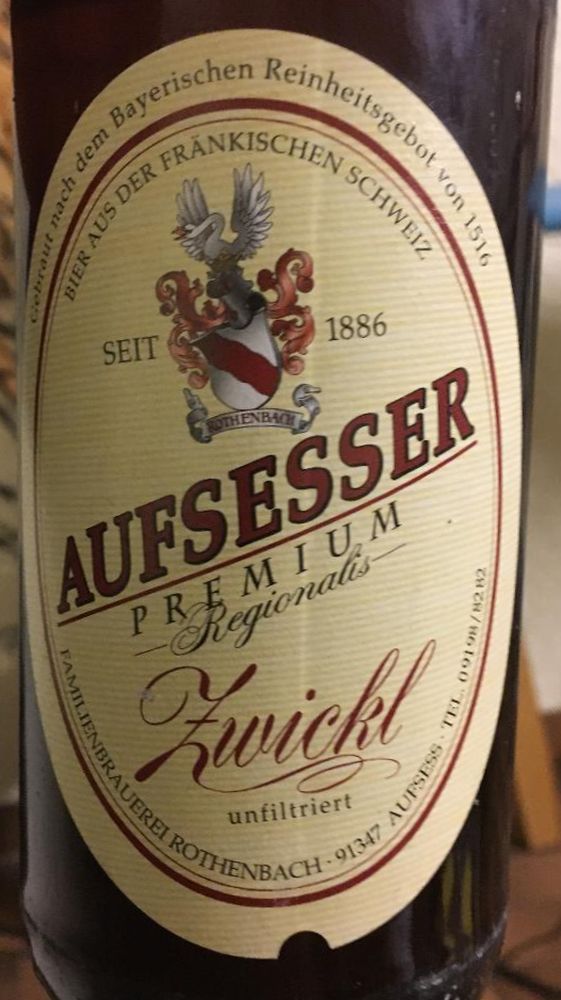 Gebraut nach dem Bayerischen Reinheitsgebot von 1516
BIER AUS DER FRÄNKISCHEN SCHWEIZ
SEIT 1886
ROTHENBACH
AUFSESSER
PREMIUM
Regionalis
Zwickl
unfiltriert
FAMILIENBRAUEREI ROTHENBACH · 91347 AUFSESS · TEL. 09198/8282